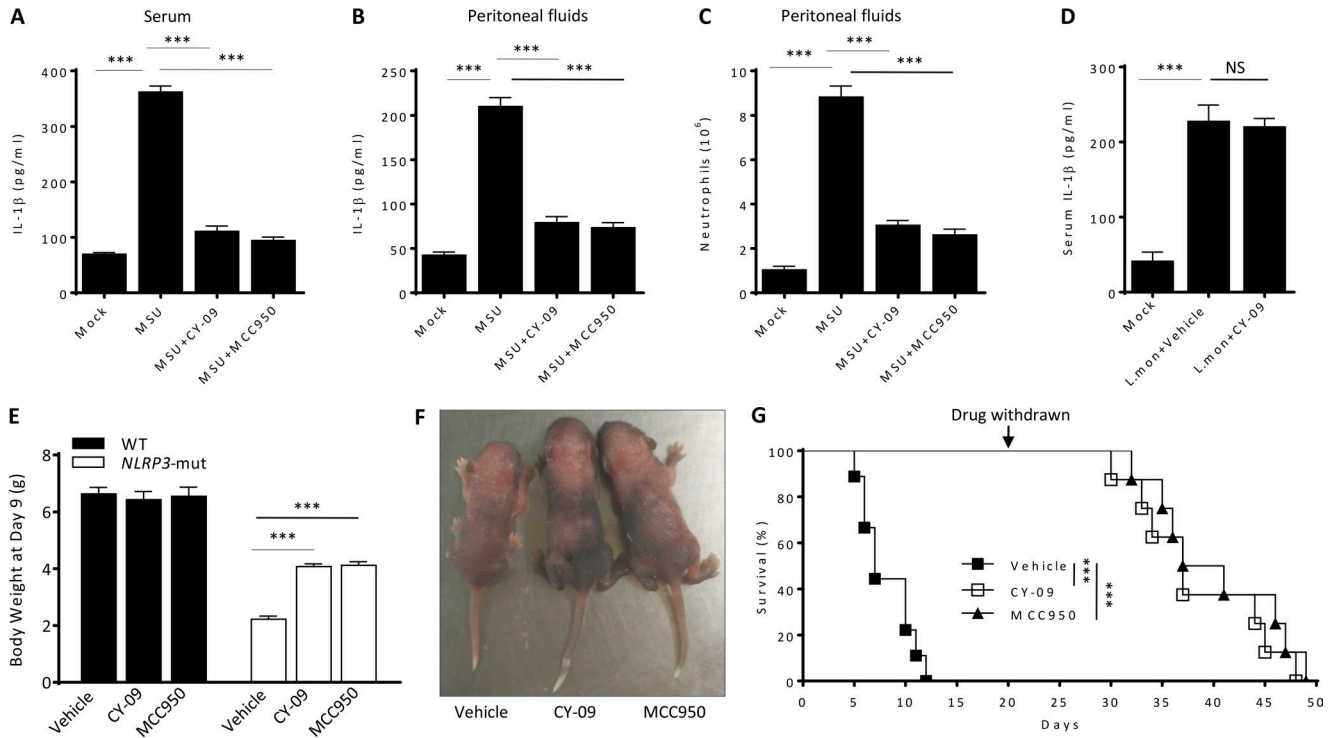 A
Serum
***
***
***
400
300
200
100
0
IL-1β (pg/ml)
Mock
MSU
MSU+CY-09
MSU+MCC950
B
Peritoneal fluids
***
***
***
250
200
150
100
50
0
IL-1β (pg/ml)
Mock
MSU
MSU+CY-09
MSU+MCC950
C
Peritoneal fluids
***
***
***
10
8
6
4
2
0
Neutrophils (10⁶)
Mock
MSU
MSU+CY-09
MSU+MCC950
D
***
NS
300
200
100
0
Serum IL-1β (pg/ml)
Mock
L.mon+Vehicle
L.mon+CY-09
E
WT
NLRP3-mut
***
***
8
6
4
2
0
Body Weight at Day 9 (g)
Vehicle
CY-09
MCC950
Vehicle
CY-09
MCC950
F
Vehicle CY-09 MCC950
G
Drug withdrawn
100
80
60
40
20
0
Survival (%)
Vehicle
CY-09
MCC950
***
***
0 5 10 15 20 25 30 35 40 45 50
Days